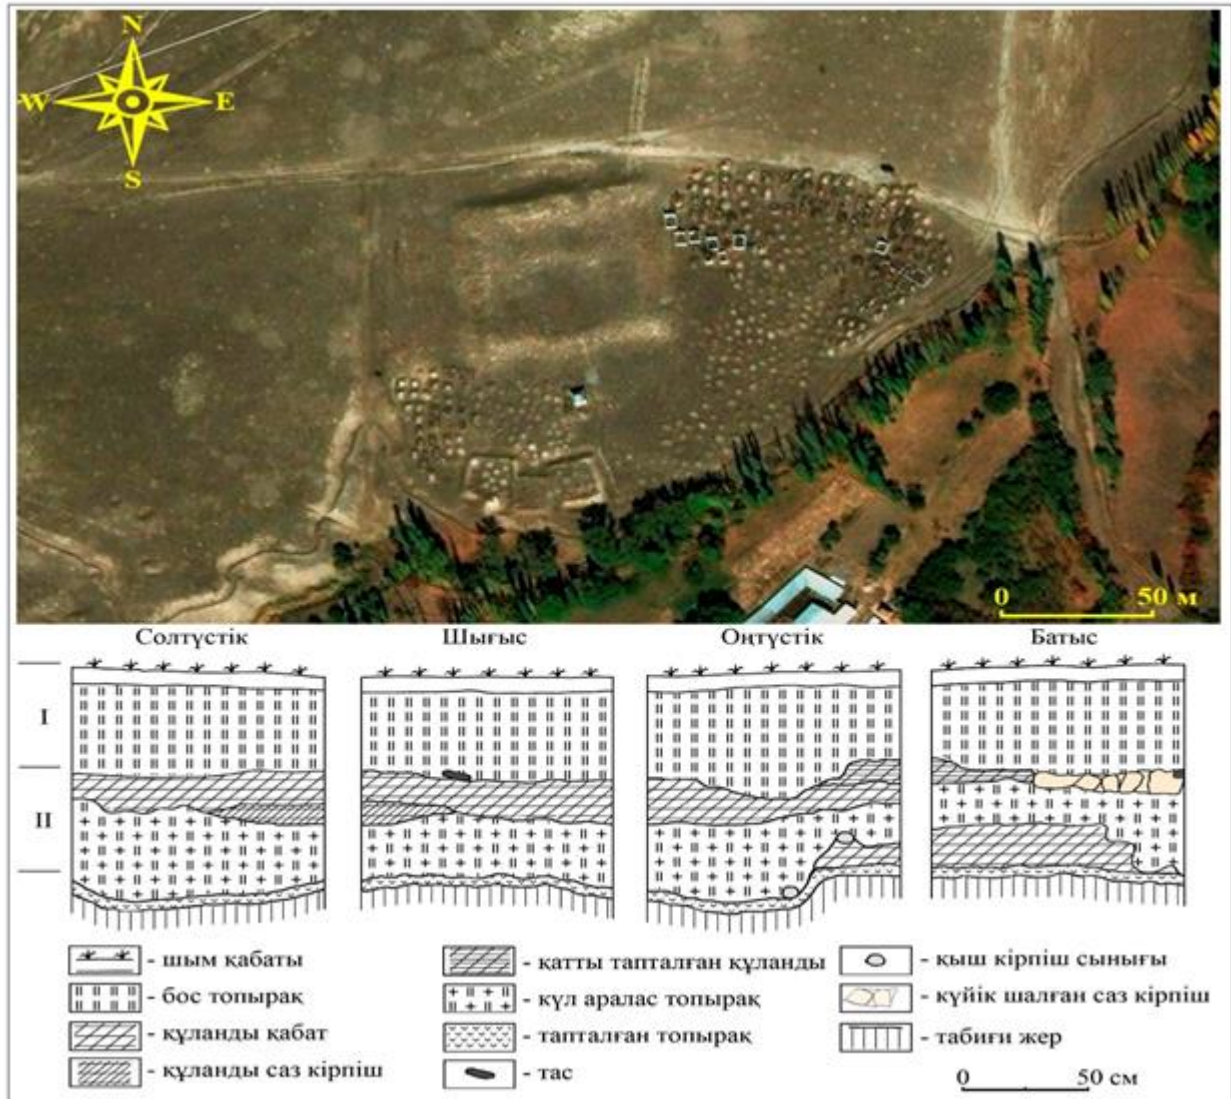 N
W E
S
0 50 м
Солтүстік Шығыс Оңтүстік Батыс
I
II
- шым қабаты
- бос топырақ
- құланды қабат
- құланды саз кірпіш
- қатты тапталған құланды
- күл аралас топырақ
- тапталған топырақ
- тас
- қыш кірпіш сынығы
- күйік шалған саз кірпіш
- табиғи жер
0 50 см